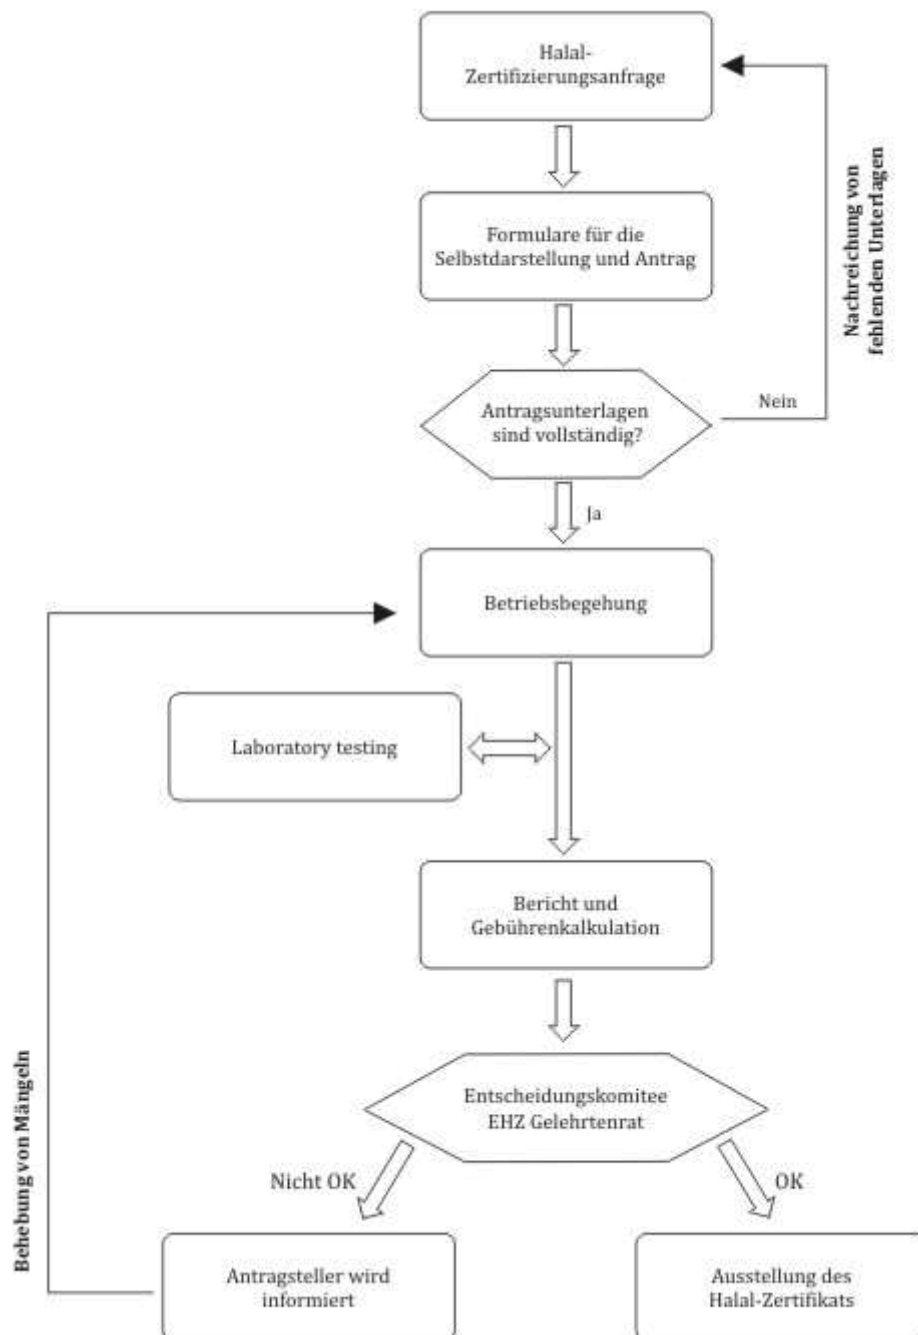 Halal-
Zertifizierungsanfrage
Nachreichung von
fehlenden Unterlagen
Formulare für die
Selbstdarstellung und Antrag
Antragsunterlagen
sind vollständig?
Nein
Ja
Betriebsbegehung
Laboratory testing
Bericht und
Gebührenkalkulation
Entscheidungskomitee
EHZ Gelehrtenrat
Behebung von Mängeln
Nicht OK
OK
Antragsteller wird
informiert
Ausstellung des
Halal-Zertifikats